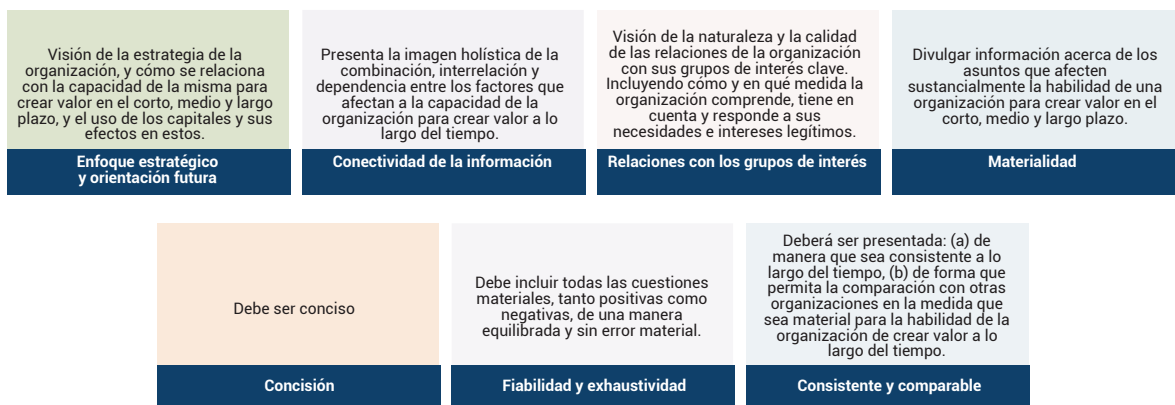 Visión de la estrategia de la
organización, y cómo se relaciona
con la capacidad de la misma para
crear valor en el corto, medio y largo
plazo, y el uso de los capitales y sus
efectos en estos.
Enfoque estratégico
y orientación futura
Presenta la imagen holística de la
combinación, interrelación y
dependencia entre los factores que
afectan a la capacidad de la
organización para crear valor a lo
largo del tiempo.
Conectividad de la información
Visión de la naturaleza y la calidad
de las relaciones de la organización
con sus grupos de interés clave.
Incluyendo cómo y en qué medida la
organización comprende, tiene en
cuenta y responde a sus
necesidades e intereses legítimos.
Relaciones con los grupos de interés
Divulgar información acerca de los
asuntos que afecten
sustancialmente la habilidad de una
organización para crear valor en el
corto, medio y largo plazo.
Materialidad
Debe ser conciso
Concisión
Debe incluir todas las cuestiones
materiales, tanto positivas como
negativas, de una manera
equilibrada y sin error material.
Fiabilidad y exhaustividad
Deberá ser presentada: (a) de
manera que sea consistente a lo
largo del tiempo, (b) de forma que
permita la comparación con otras
organizaciones en la medida que
sea material para la habilidad de la
organización de crear valor a lo
largo del tiempo.
Consistente y comparable